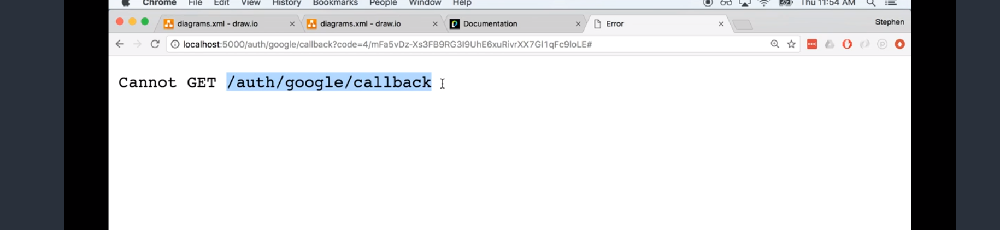 Chrome File Edit View History Bookmarks People Window Help Thu 11:54 AM
diagrams.xml - draw.io diagrams.xml - draw.io Documentation Error Stephen
localhost:5000/auth/google/callback?code=4/mFa5vDz-Xs3FB9RG3I9UhE6xuRivrXX7Gl1qFc9loLE#
Cannot GET /auth/google/callback